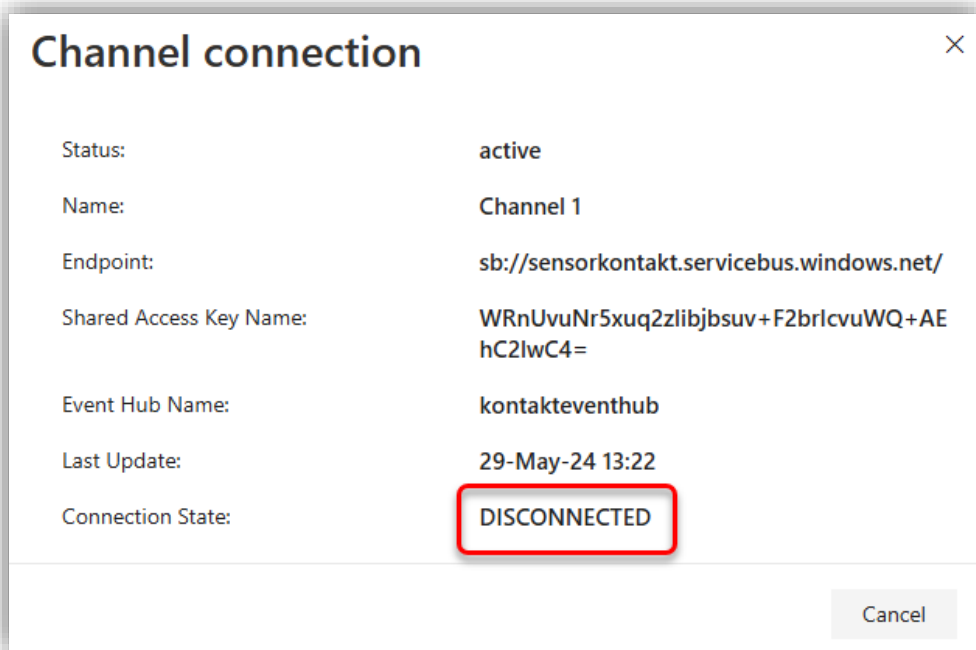 Channel connection
Status: active
Name: Channel 1
Endpoint: sb://sensorkontakt.servicebus.windows.net/
Shared Access Key Name: WRnUvuNr5xuq2zlibjbsuv+F2brlcvuWQ+AE
hC2lwC4=
Event Hub Name: kontakteventhub
Last Update: 29-May-24 13:22
Connection State: DISCONNECTED
Cancel